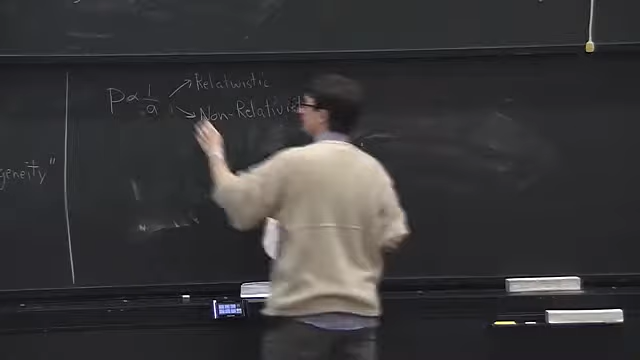 geneity"
P ∝ 1/a
Relativistic
Non-Relativis